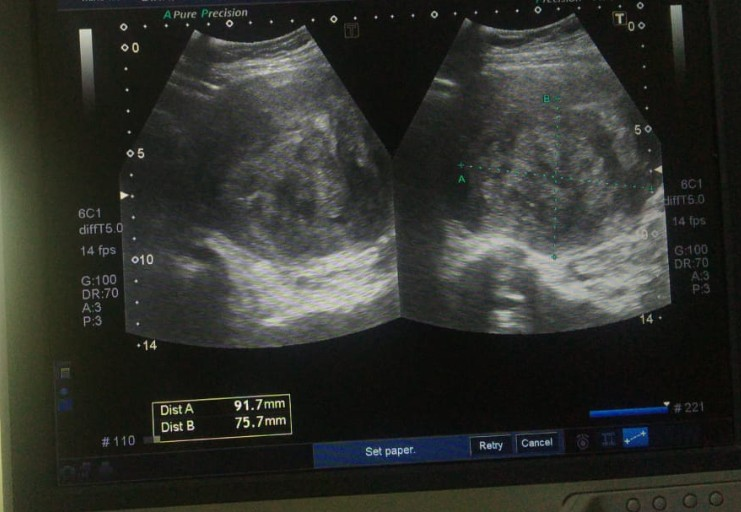 A Pure Precision
T
T
0
0
5
5
A
B
6C1
diffT5.0
14 fps
10
G:100
DR:70
A:3
P:3
14
6C1
diffT5.0
14 fps
10
G:100
DR:70
A:3
P:3
14
Dist A 91.7mm
Dist B 75.7mm
# 110
# 221
Set paper.
Retry
Cancel